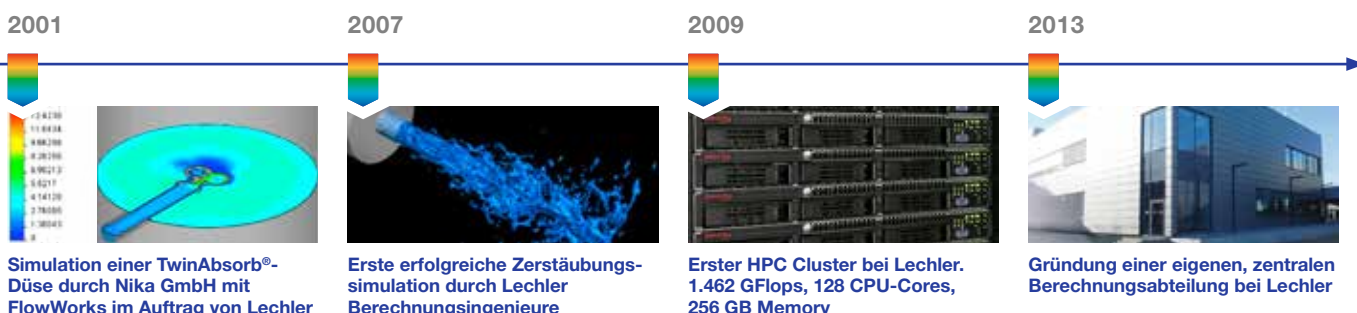 2001
2007
2009
2013
Simulation einer TwinAbsorb®-
Düse durch Nika GmbH mit
FlowWorks im Auftrag von Lechler
Erste erfolgreiche Zerstäubungs-
simulation durch Lechler
Berechnungsingenieure
Erster HPC Cluster bei Lechler.
1.462 GFlops, 128 CPU-Cores,
256 GB Memory
Gründung einer eigenen, zentralen
Berechnungsabteilung bei Lechler